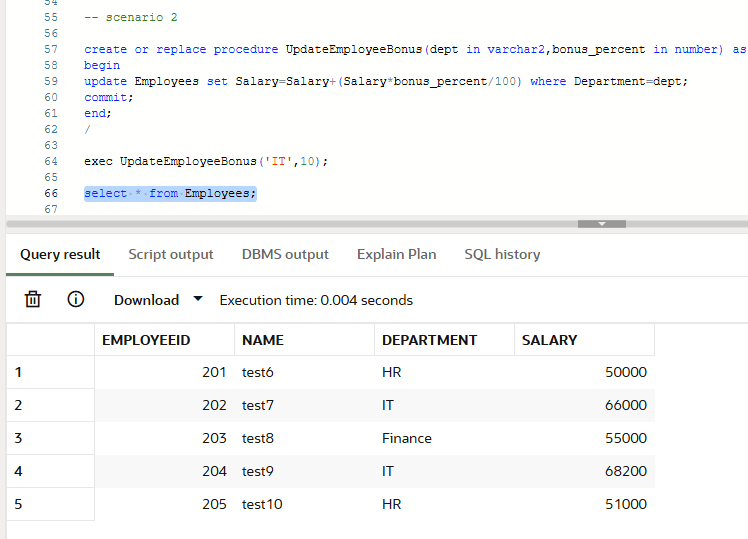 54
55 -- scenario 2
56
57 create or replace procedure UpdateEmployeeBonus(dept in varchar2,bonus_percent in number) as
58 begin
59 update Employees set Salary=Salary+(Salary*bonus_percent/100) where Department=dept;
60 commit;
61 end;
62 /
63
64 exec UpdateEmployeeBonus('IT',10);
65
66 select * from Employees;
67
Query result Script output DBMS output Explain Plan SQL history
Download Execution time: 0.004 seconds
EMPLOYEEID NAME DEPARTMENT SALARY
1 201 test6 HR 50000
2 202 test7 IT 66000
3 203 test8 Finance 55000
4 204 test9 IT 68200
5 205 test10 HR 51000